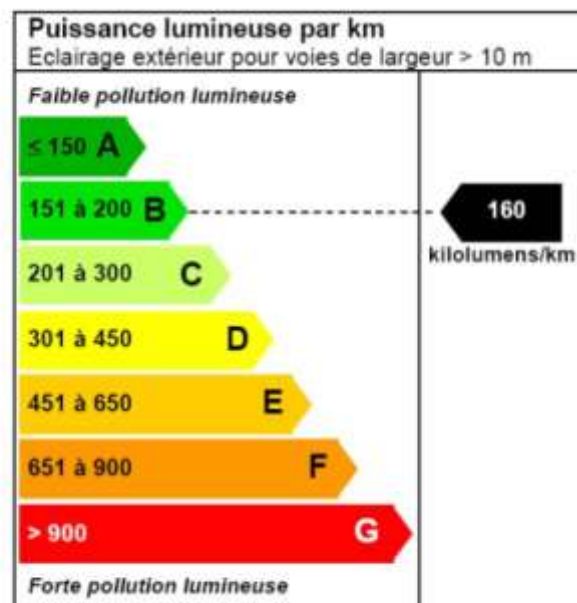 Puissance lumineuse par km
Eclairage extérieur pour voies de largeur > 10 m
Faible pollution lumineuse
≤ 150 A
151 à 200 B
160
kilolumens/km
201 à 300 C
301 à 450 D
451 à 650 E
651 à 900 F
> 900 G
Forte pollution lumineuse